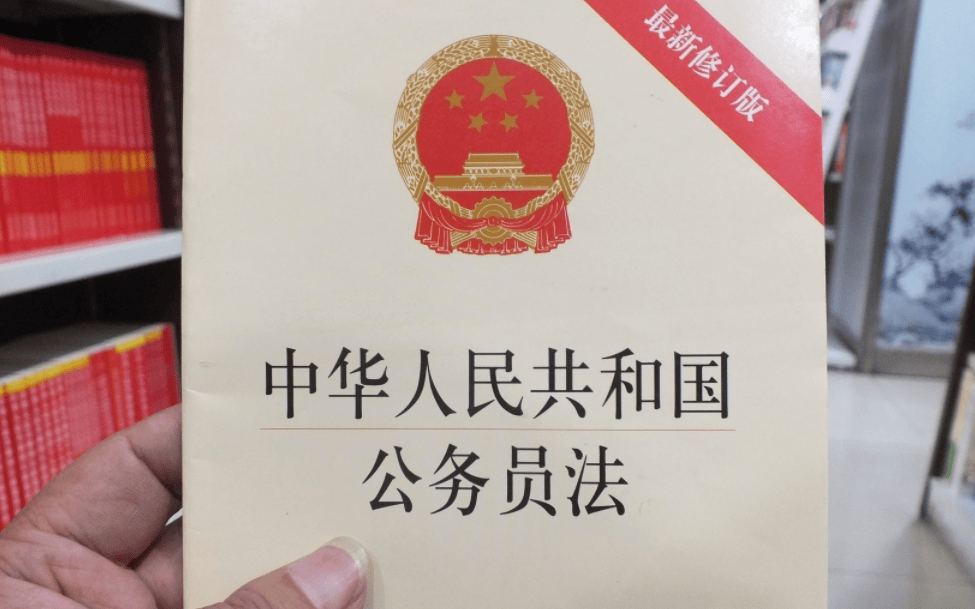 最新修订版
中华人民共和国
公务员法